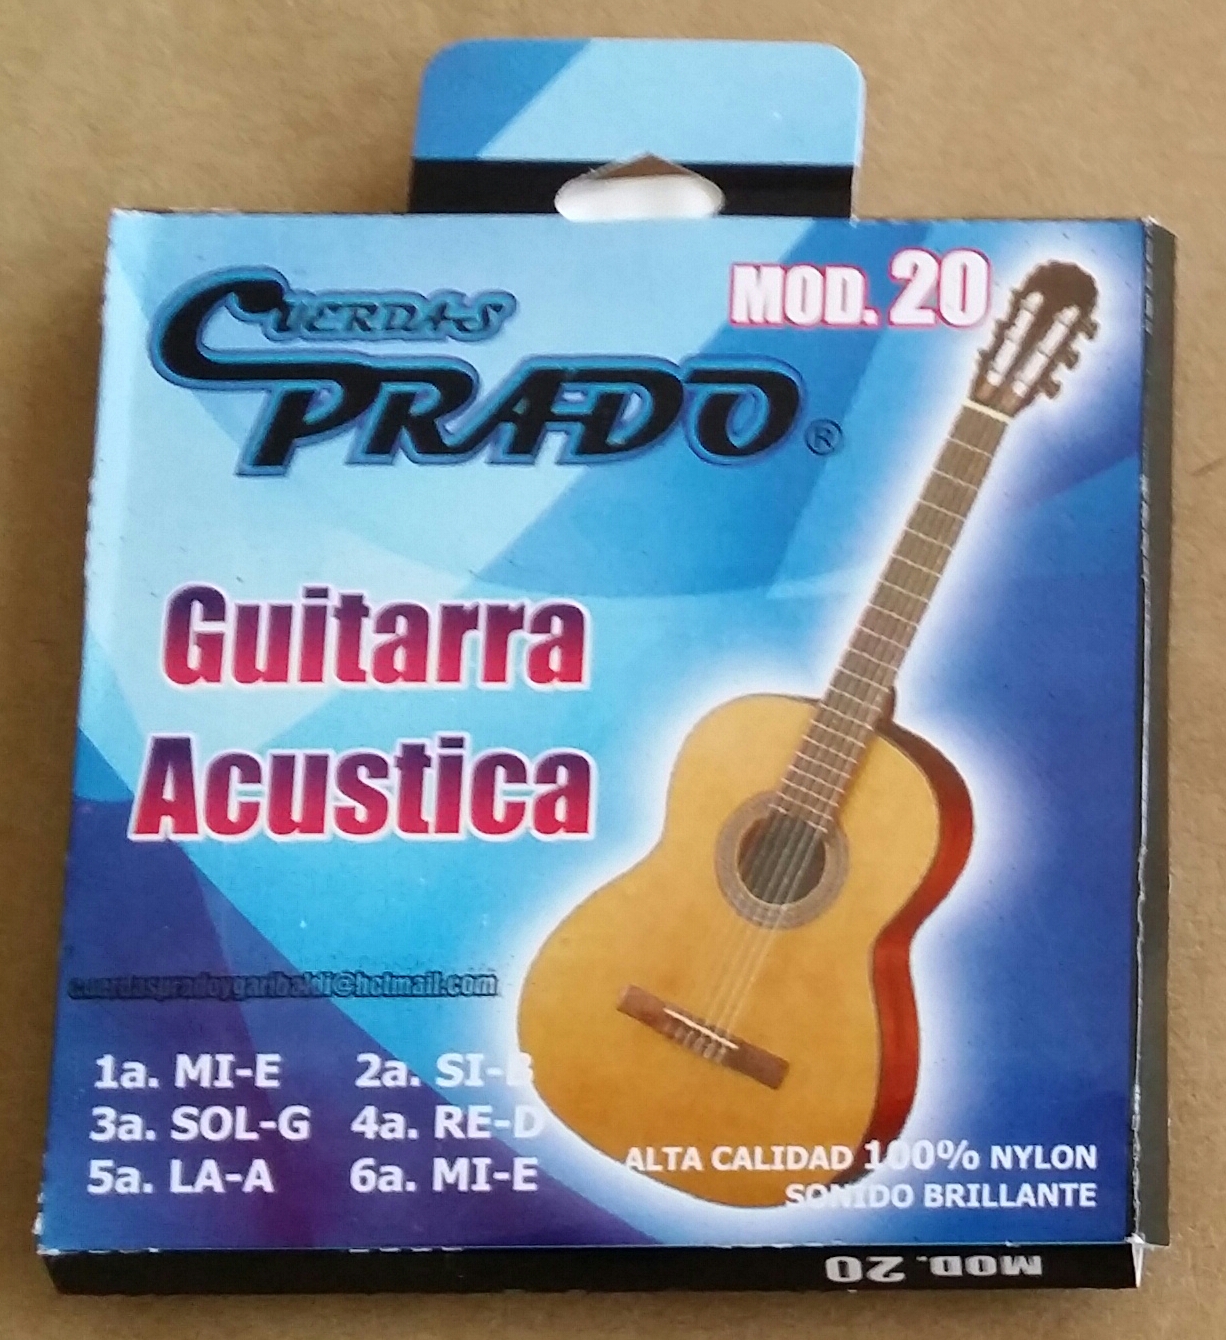 CUERDAS
PRADO®
MOD. 20
Guitarra
Acustica
cuerdaspradoygaribaldi@hotmail.com
1a. MI-E 2a. SI-B
3a. SOL-G 4a. RE-D
5a. LA-A 6a. MI-E
ALTA CALIDAD 100% NYLON
SONIDO BRILLANTE
MOD. 20